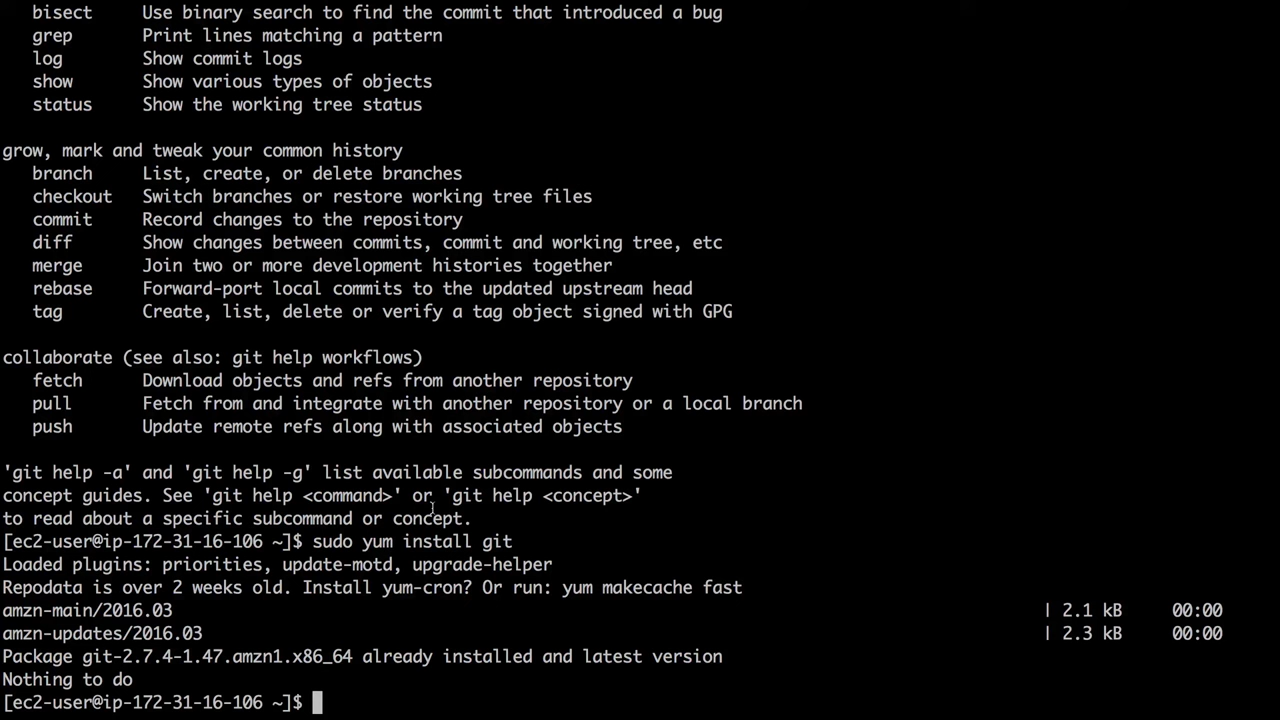 bisect Use binary search to find the commit that introduced a bug
grep Print lines matching a pattern
log Show commit logs
show Show various types of objects
status Show the working tree status
grow, mark and tweak your common history
branch List, create, or delete branches
checkout Switch branches or restore working tree files
commit Record changes to the repository
diff Show changes between commits, commit and working tree, etc
merge Join two or more development histories together
rebase Forward-port local commits to the updated upstream head
tag Create, list, delete or verify a tag object signed with GPG
collaborate (see also: git help workflows)
fetch Download objects and refs from another repository
pull Fetch from and integrate with another repository or a local branch
push Update remote refs along with associated objects
'git help -a' and 'git help -g' list available subcommands and some
concept guides. See 'git help <command>' or 'git help <concept>'
to read about a specific subcommand or concept.
[ec2-user@ip-172-31-16-106 ~]$ sudo yum install git
Loaded plugins: priorities, update-motd, upgrade-helper
Repodata is over 2 weeks old. Install yum-cron? Or run: yum makecache fast
amzn-main/2016.03 | 2.1 kB 00:00
amzn-updates/2016.03 | 2.3 kB 00:00
Package git-2.7.4-1.47.amzn1.x86_64 already installed and latest version
Nothing to do
[ec2-user@ip-172-31-16-106 ~]$